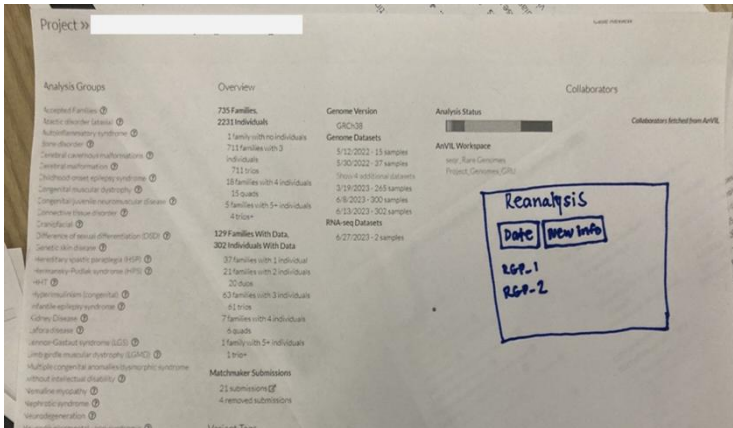 Project »
Analysis Groups
Accepted Families
Atactic disorder (ataxia)
Autoinflammatory syndrome
Bone disorder
Cerebral cavernous malformations
Cerebral malformation
Childhood onset epilepsy syndrome
Congenital muscular dystrophy
Congenital/juvenile neuromuscular disease
Connective tissue disorder
Craniofacial
Difference of sexual differentiation (DSD)
Genetic skin disease
Hereditary spastic paraplegia (HSP)
Hermansky-Pudlak syndrome (HPS)
HHT
Hyperinsulinism (congenital)
Infantile epilepsy syndrome
Kidney Disease
Lafora disease
Lennox-Gastaut syndrome (LGS)
Limb girdle muscular dystrophy (LGMD)
Multiple congenital anomalies/dysmorphic syndrome
without intellectual disability
Nemaline myopathy
Nephrotic syndrome
Neurodegeneration
Overview
735 Families,
2231 Individuals
1 family with no individuals
711 families with 3
individuals
711 trios
18 families with 4 individuals
15 quads
5 families with 5+ individuals
4 trios+
129 Families With Data,
302 Individuals With Data
37 families with 1 individual
21 families with 2 individuals
20 duos
63 families with 3 individuals
61 trios
7 families with 4 individuals
6 quads
1 family with 5+ individuals
1 trio+
Matchmaker Submissions
21 submissions
4 removed submissions
Genome Version
GRCh38
Genome Datasets
5/12/2022 - 15 samples
5/30/2022 - 37 samples
Show 4 additional datasets
3/19/2023 - 265 samples
6/8/2023 - 300 samples
6/13/2023 - 302 samples
RNA-seq Datasets
6/27/2023 - 2 samples
Analysis Status
AnVIL Workspace
Collaborators
Collaborators fetched from AnVIL
Reanalysis
Date New info
RGP_1
RGP_2